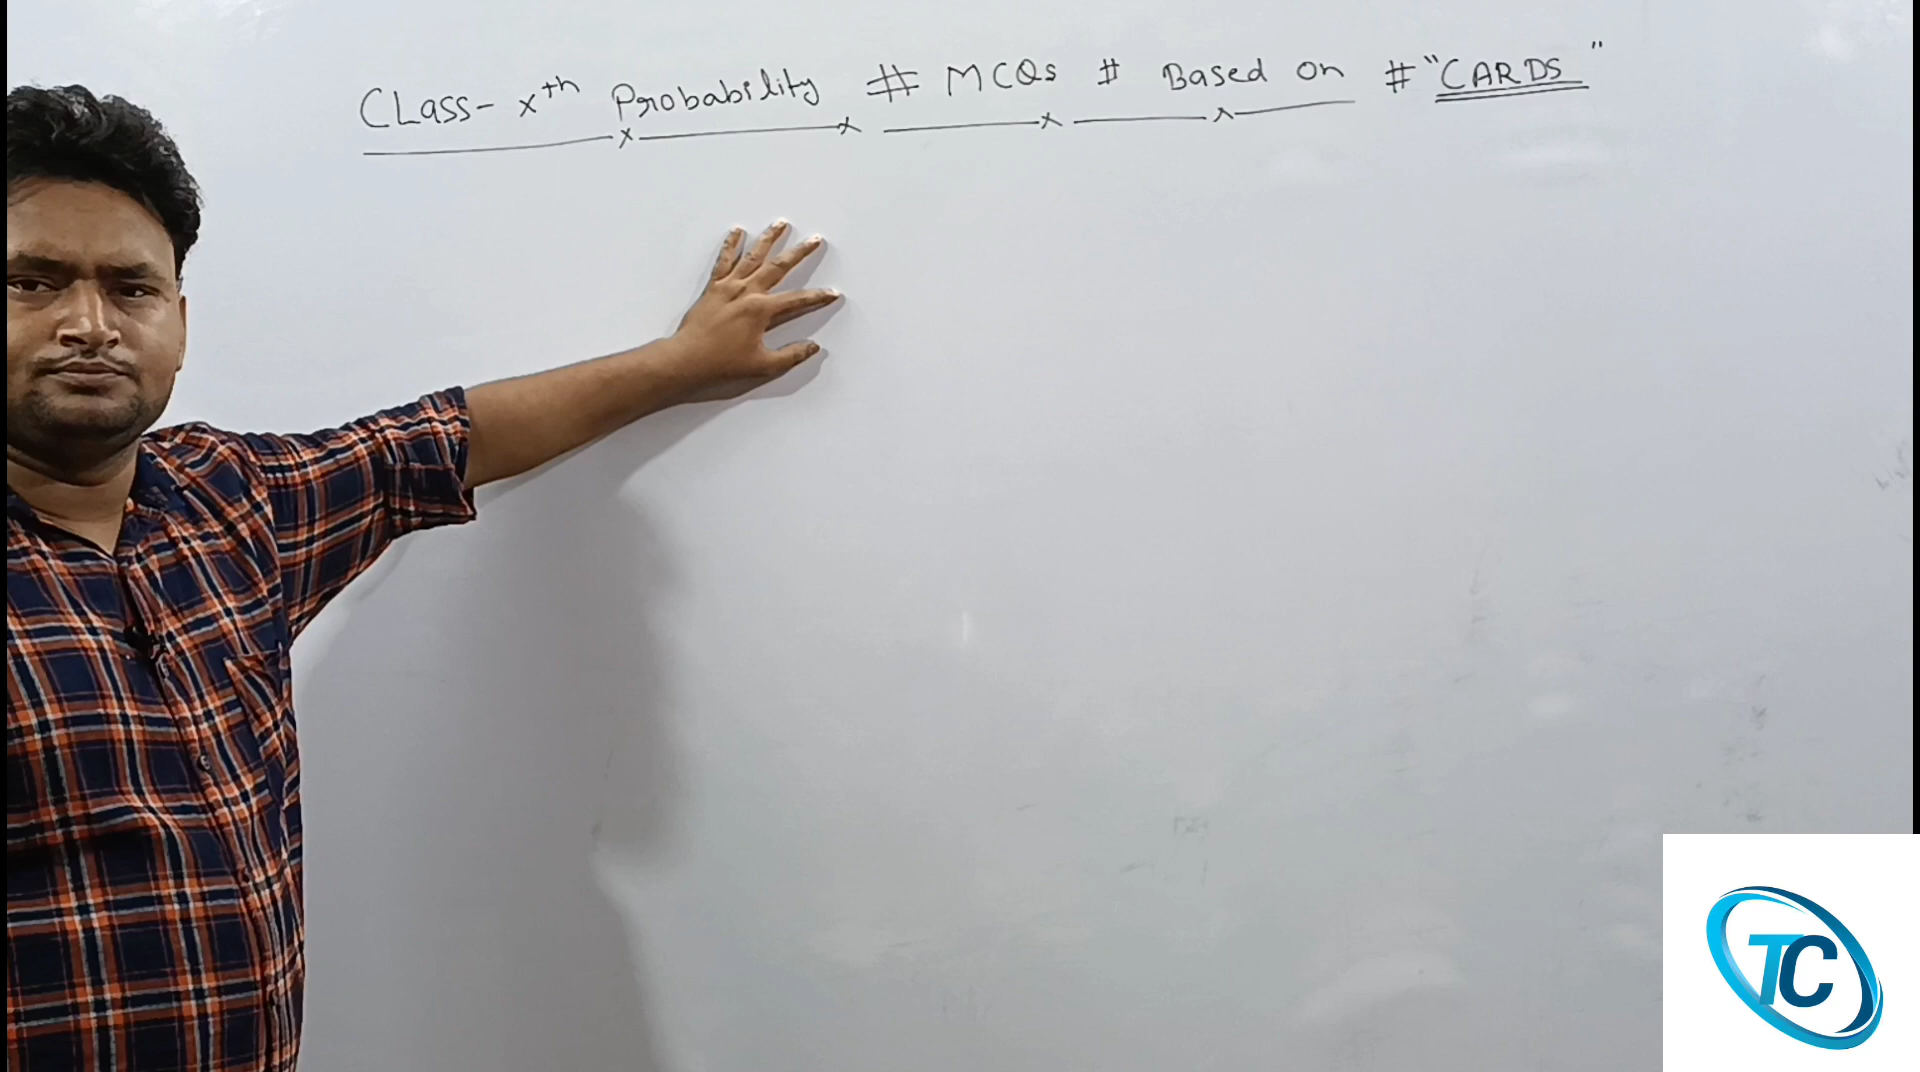 CLass- xth Probability # MCQs # Based on # "CARDS"
TC